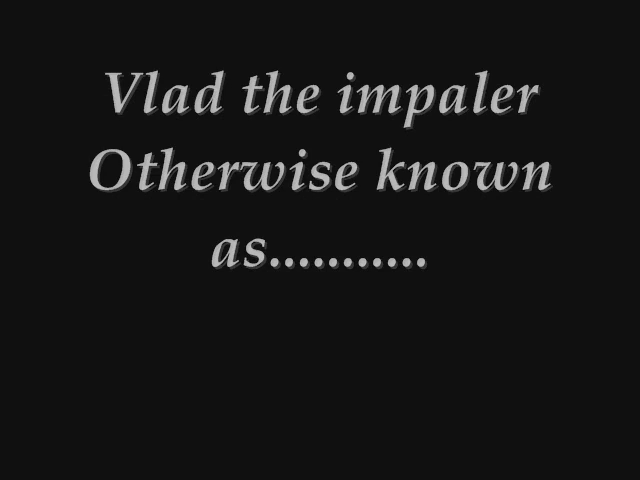 Vlad the impaler
Otherwise known
as...........